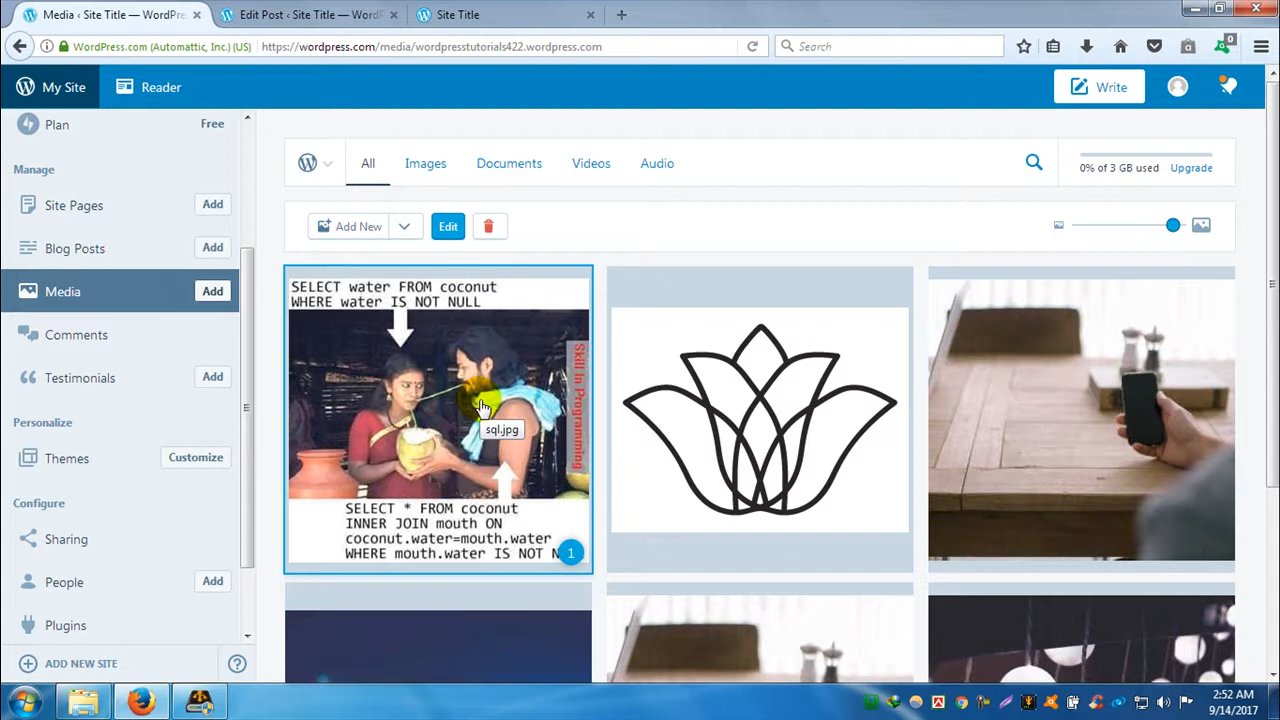 Media ‹ Site Title — WordPre...
Edit Post ‹ Site Title — WordP...
Site Title
WordPress.com (Automattic, Inc.) (US)
https://wordpress.com/media/wordpresstutorials422.wordpress.com
Search
0
My Site
Reader
Write
Plan
Free
Manage
Site Pages
Add
Blog Posts
Add
Media
Add
Comments
Testimonials
Add
Personalize
Themes
Customize
Configure
Sharing
People
Add
Plugins
ADD NEW SITE
All
Images
Documents
Videos
Audio
0% of 3 GB used
Upgrade
Add New
Edit
SELECT water FROM coconut
WHERE water IS NOT NULL
Skill In Programming
sql.jpg
SELECT * FROM coconut
INNER JOIN mouth ON
coconut.water=mouth.water
WHERE mouth.water IS NOT N
1
2:52 AM
9/14/2017